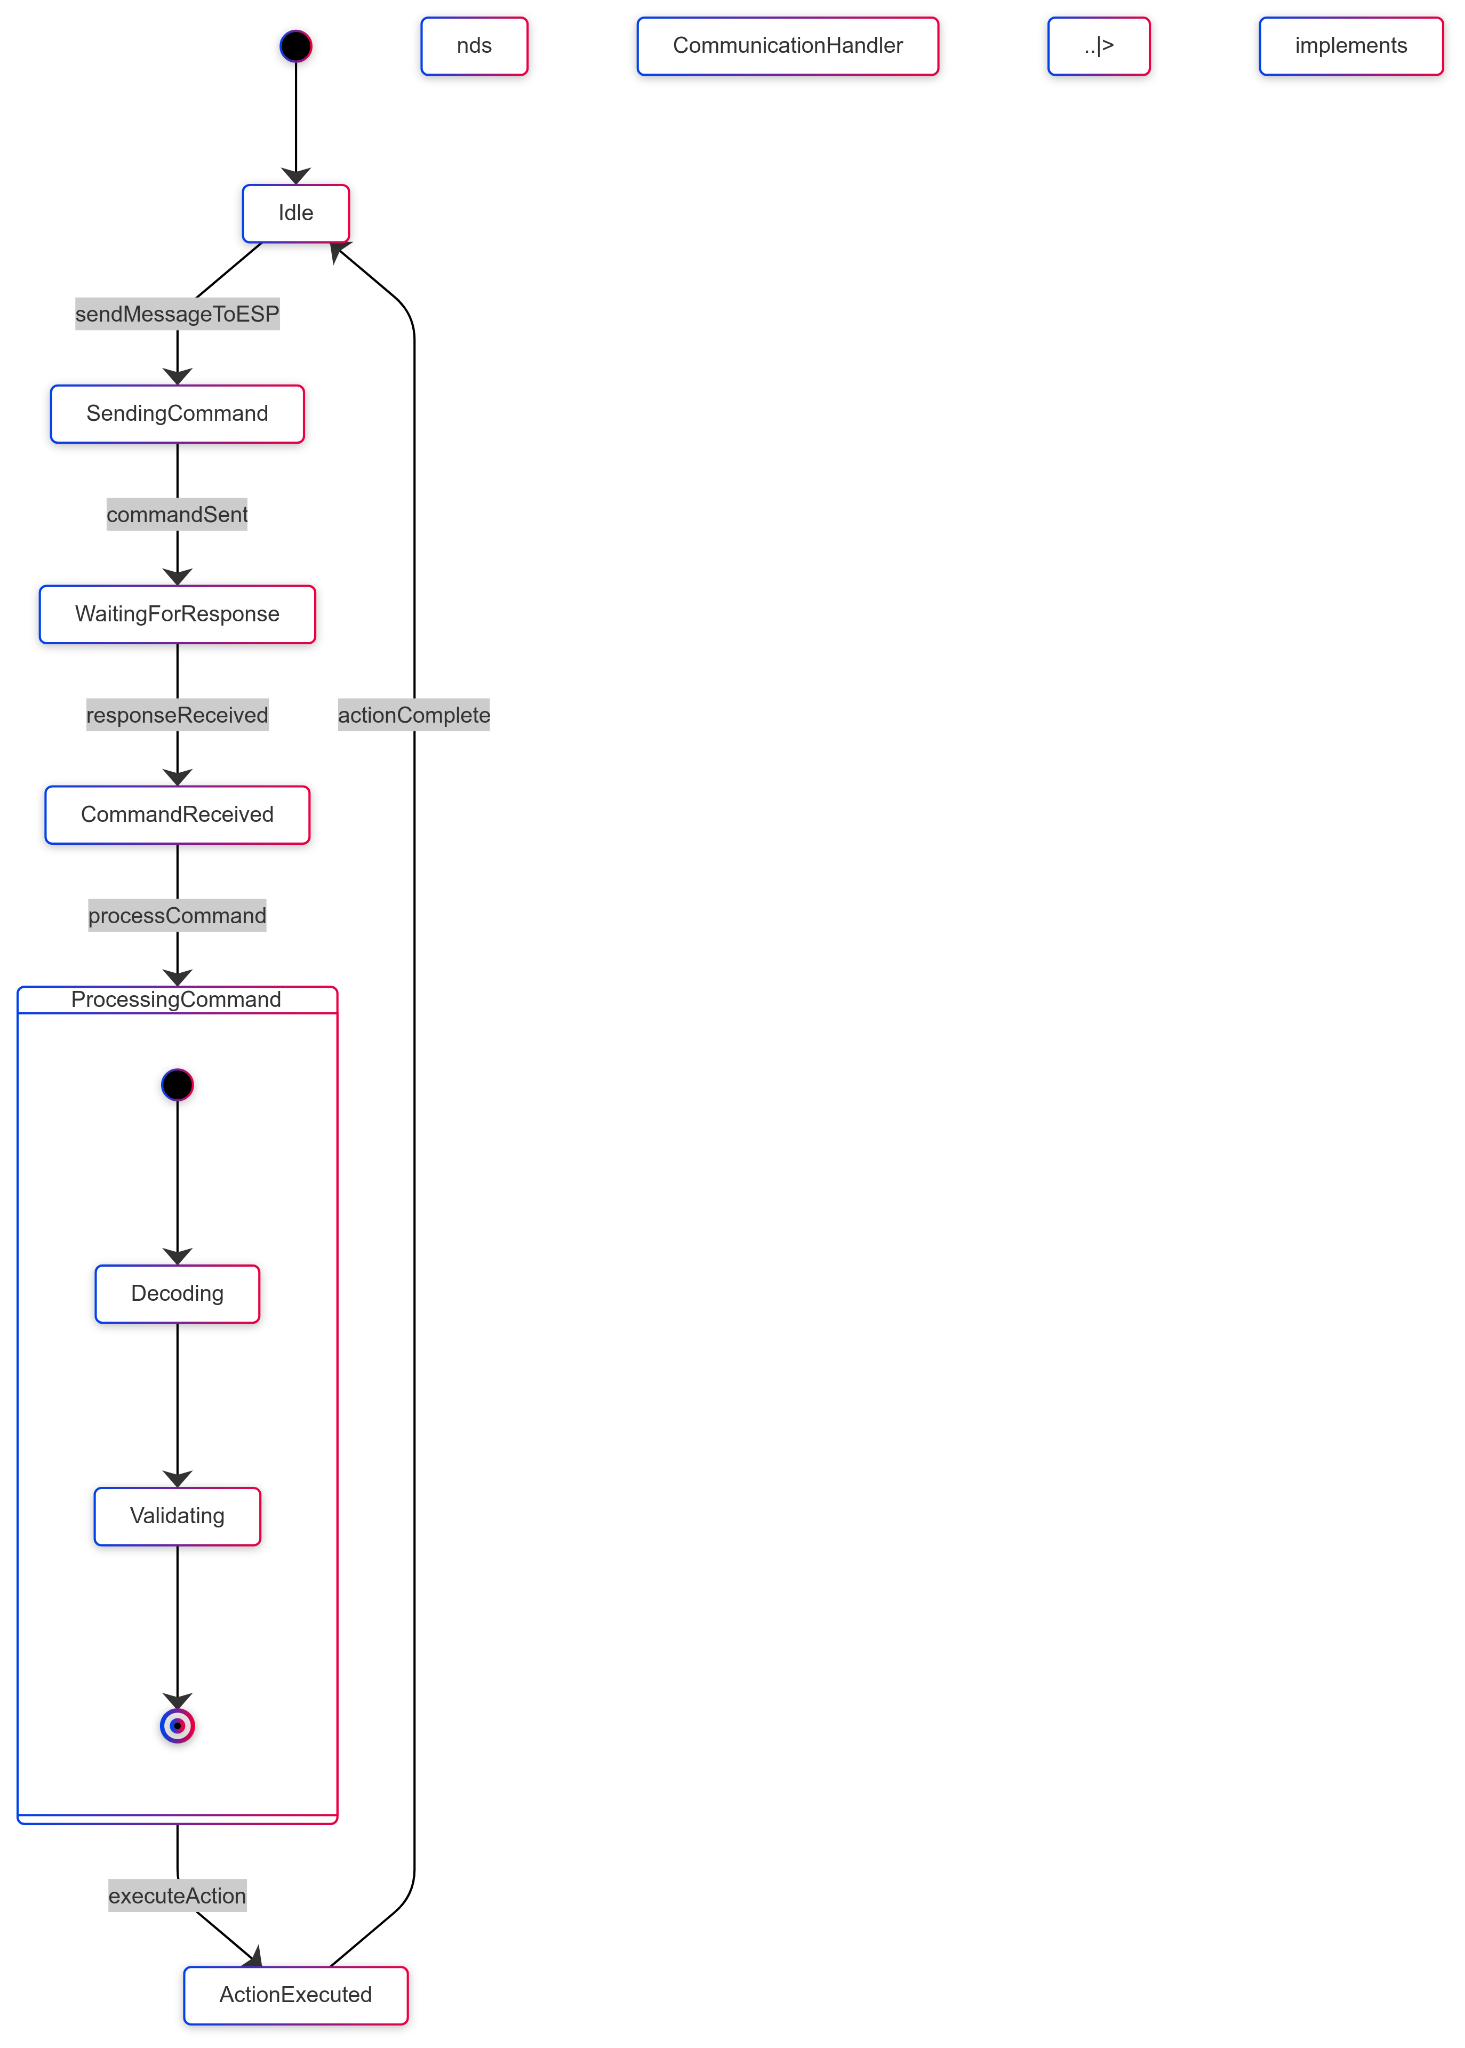 nds
CommunicationHandler
..|>
implements
Idle
sendMessageToESP
SendingCommand
commandSent
WaitingForResponse
responseReceived
actionComplete
CommandReceived
processCommand
ProcessingCommand
Decoding
Validating
executeAction
ActionExecuted